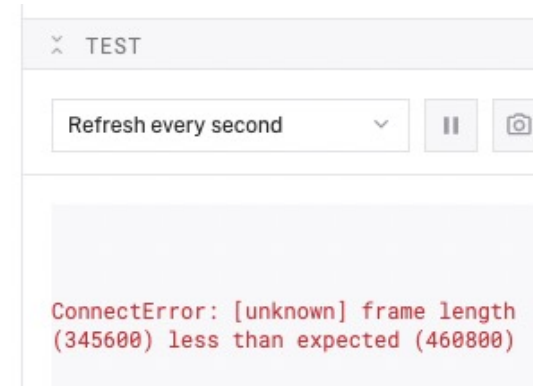 TEST
Refresh every second
ConnectError: [unknown] frame length
(345600) less than expected (460800)